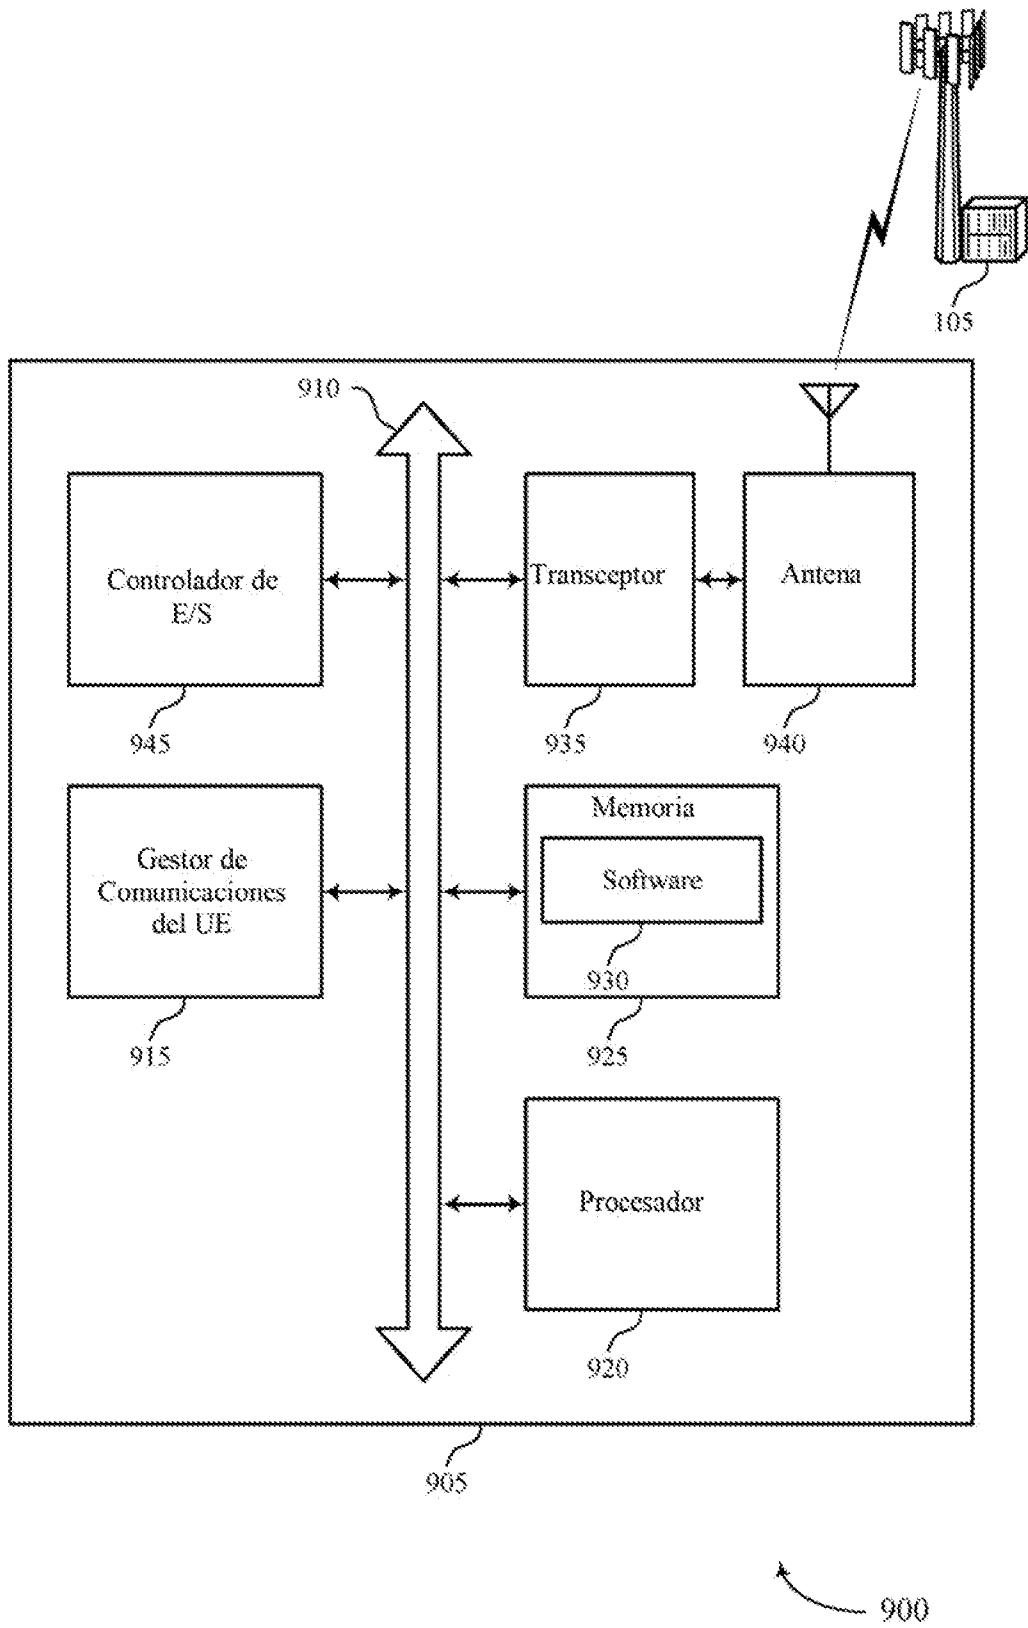 105
910
Controlador de
E/S
Transceptor
Antena
945
935
940
Gestor de
Comunicaciones
del UE
Memoria
Software
930
915
925
Procesador
920
905
900